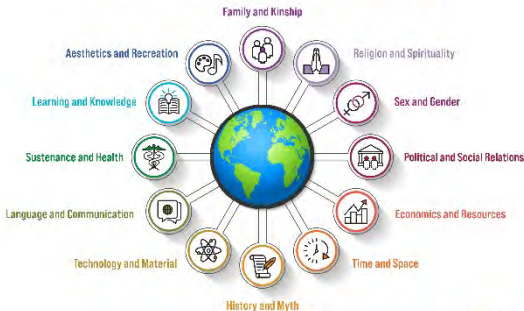 Family and Kinship
Aesthetics and Recreation
Religion and Spirituality
Learning and Knowledge
Sex and Gender
Sustenance and Health
Political and Social Relations
Language and Communication
Economics and Resources
Technology and Material
Time and Space
History and Myth